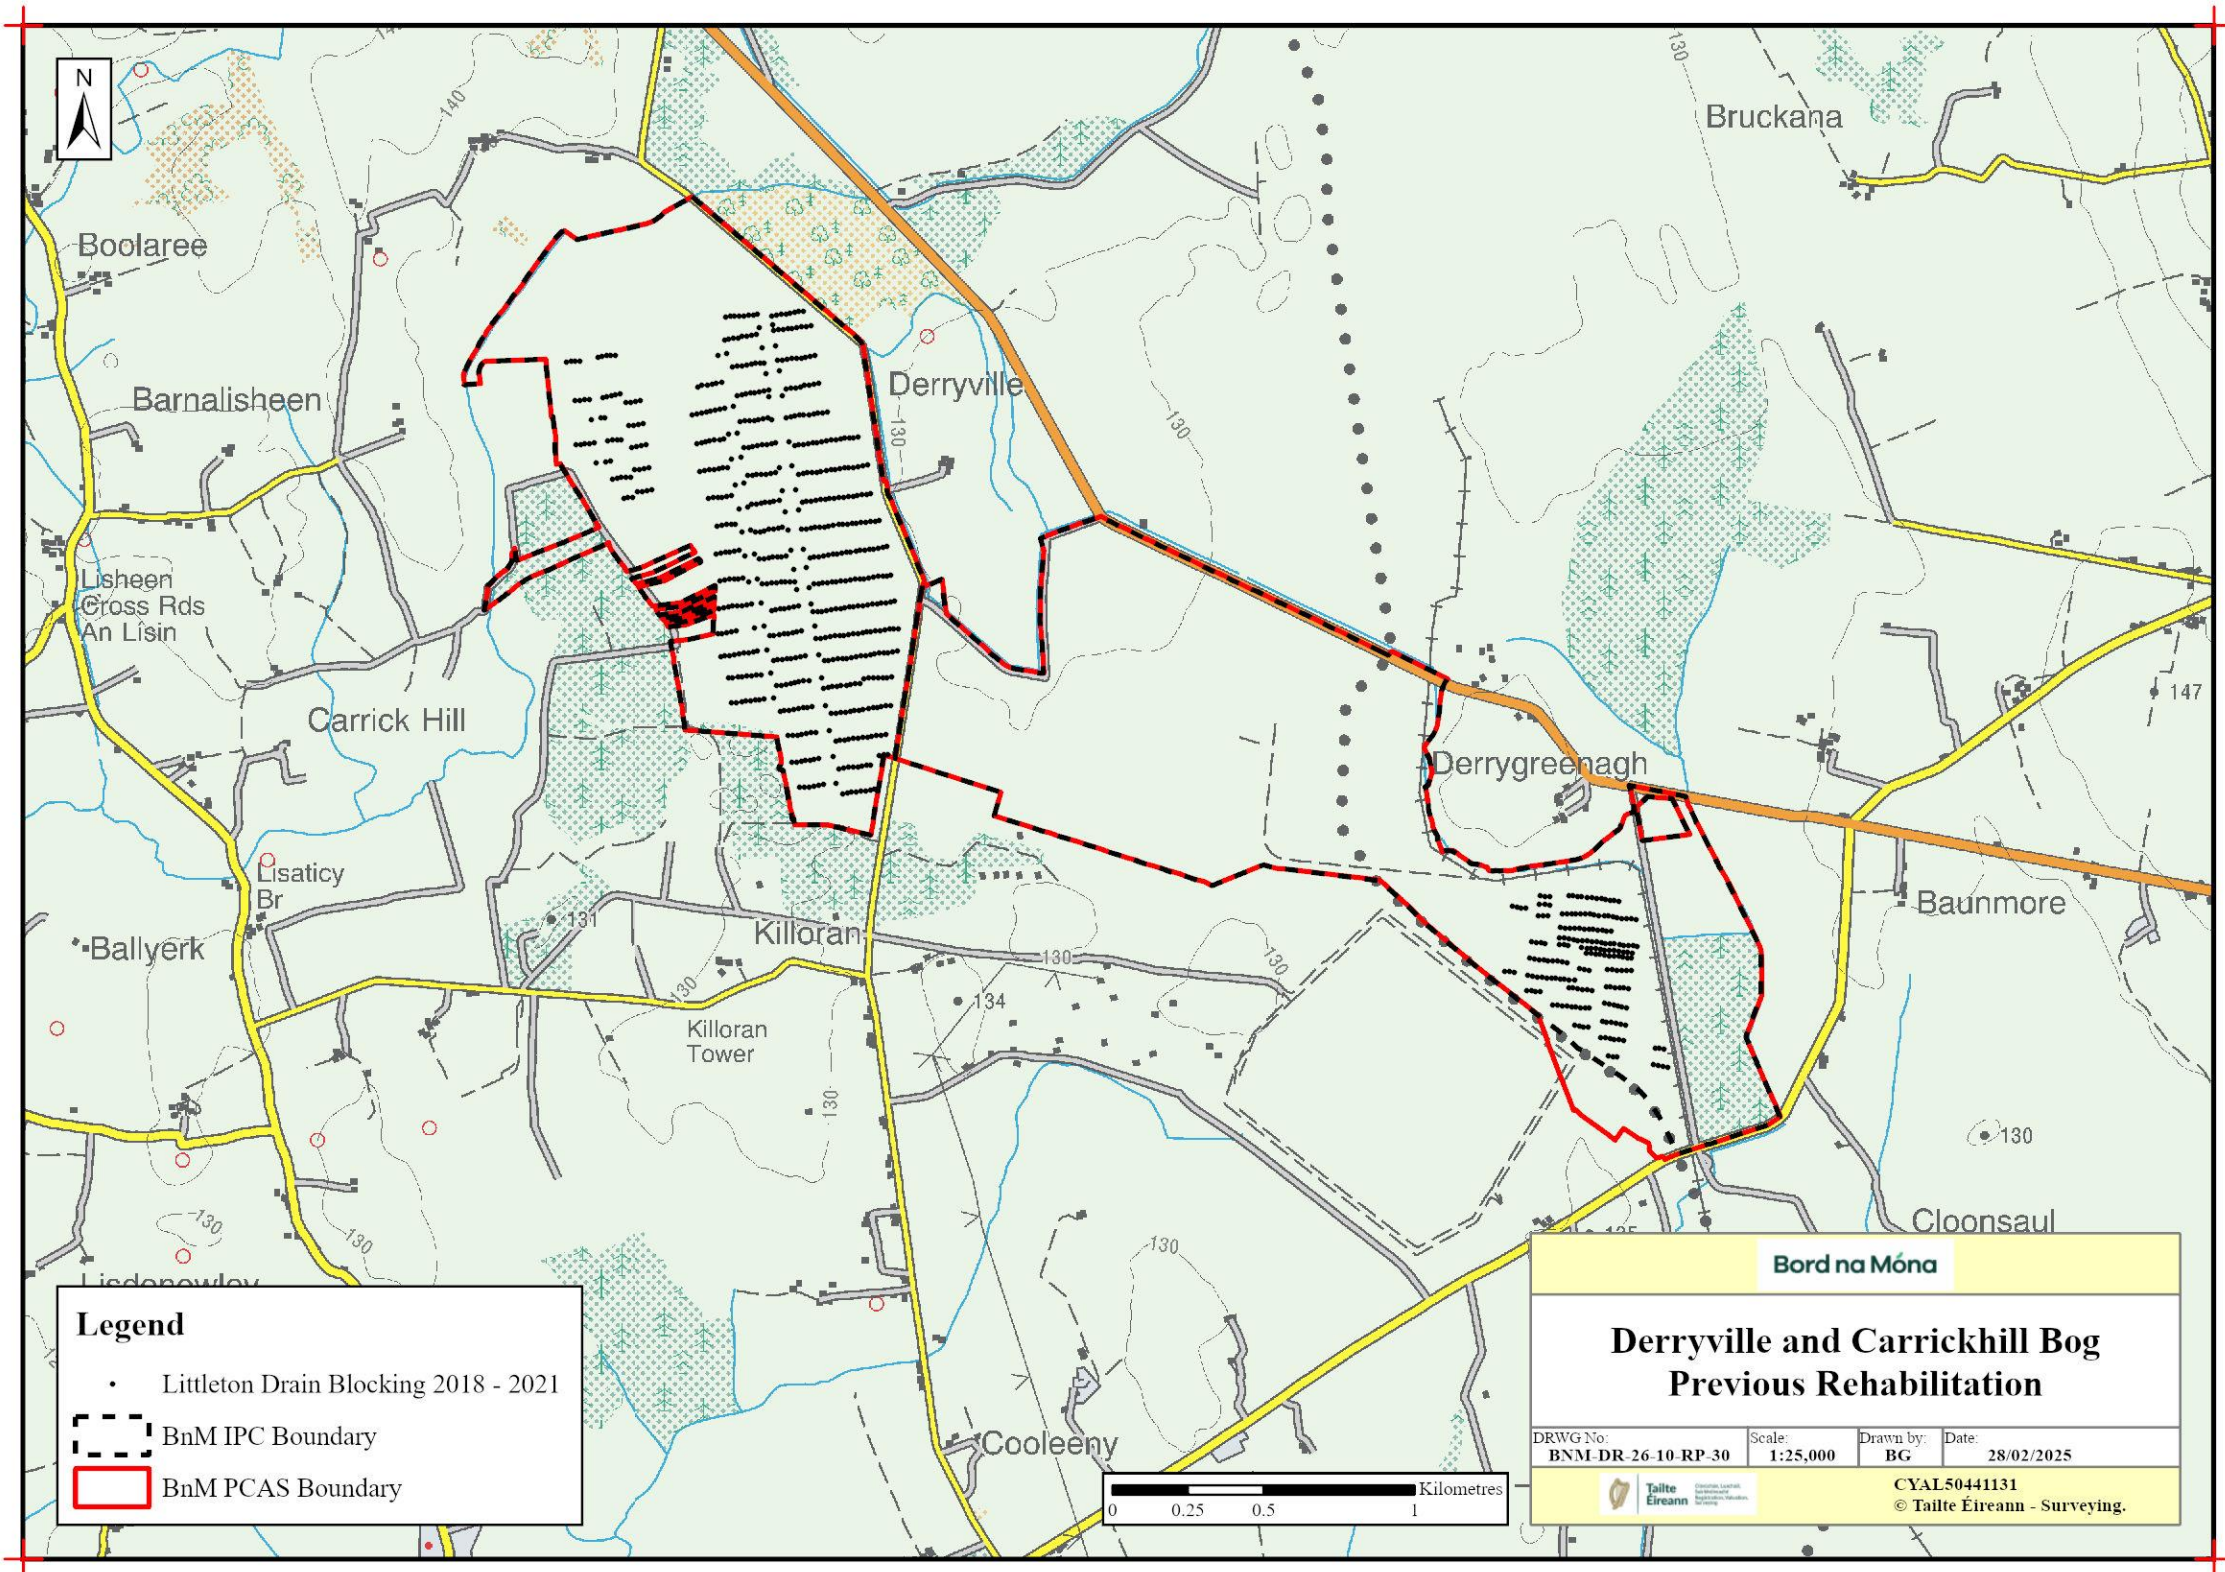 N
140
130
Bruckana
Boolaree
Derryville
Barnalisheen
130
130
Lisheen
Cross Rds
An Lisín
147
Carrick Hill
Derrygreenagh
Lisaticy
Br
Baunmore
131
Killoran
Ballyerk
130
130
130
134
Killoran
Tower
130
130
130
130
130
Cloonsaul
Cooleeny
Legend
Littleton Drain Blocking 2018 - 2021
BnM IPC Boundary
BnM PCAS Boundary
Kilometres
0 0.25 0.5 1
Bord na Móna
Derryville and Carrickhill Bog
Previous Rehabilitation
DRWG No: Scale: Drawn by: Date:
BNM-DR-26-10-RP-30 1:25,000 BG 28/02/2025
Tailte
Éireann
CYAL50441131
© Tailte Éireann - Surveying.